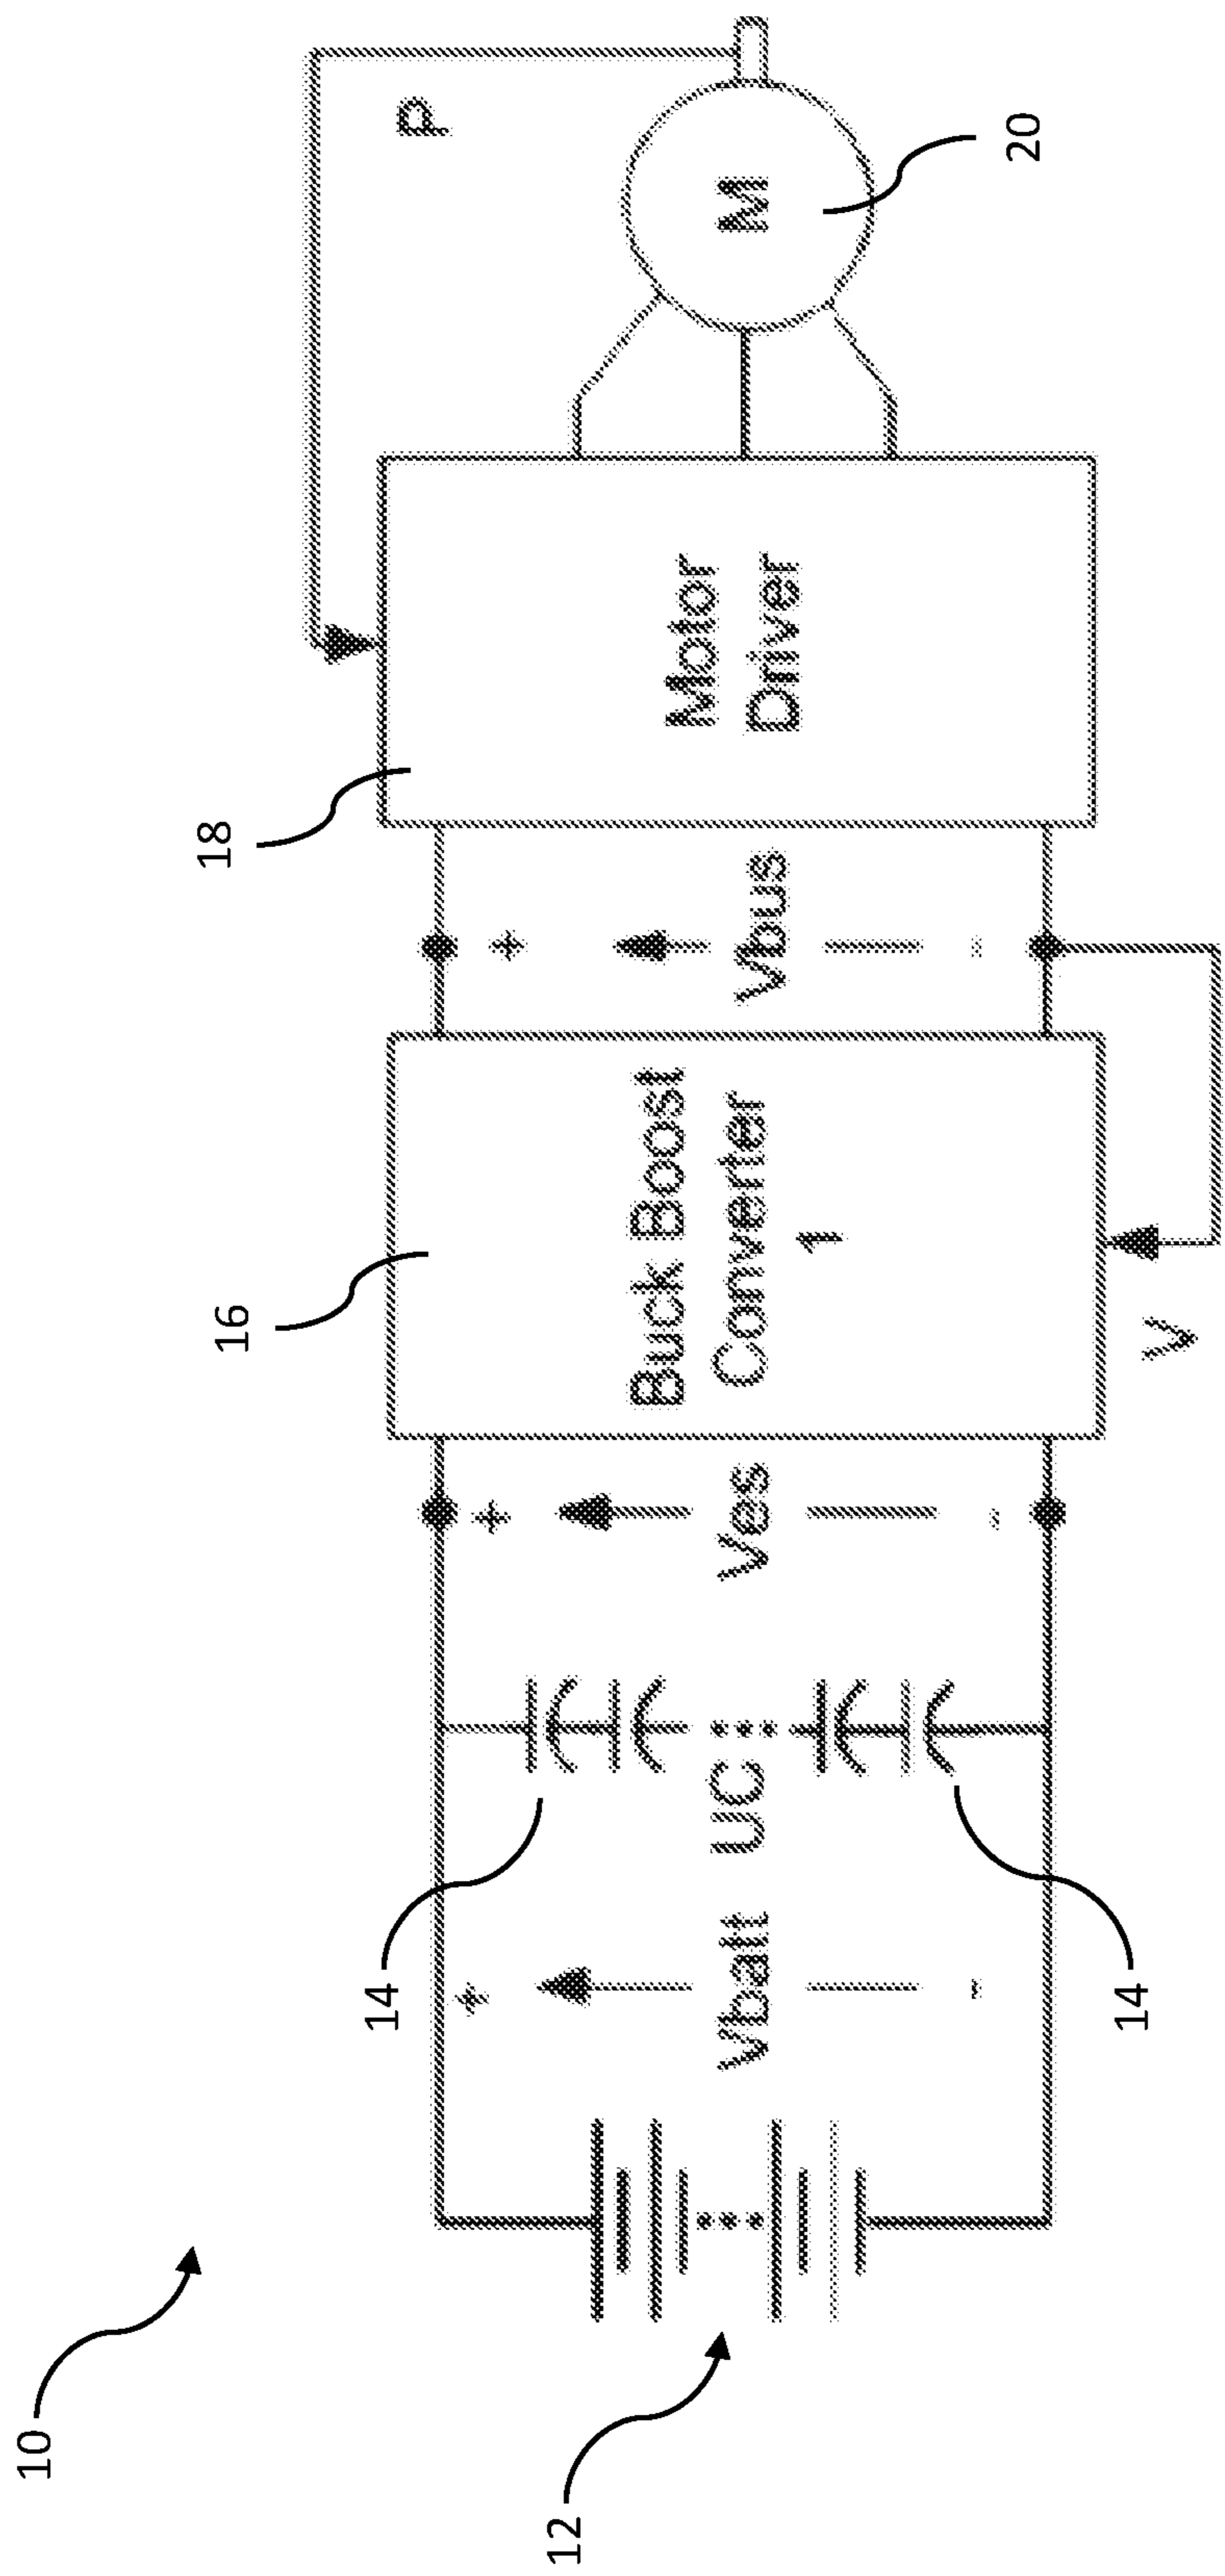 10
12
14
14
+
Vbatt
-
UC
+
Ves
-
16
Buck Boost
Converter
1
V
+
Vbus
-
18
Motor
Driver
P
M
20